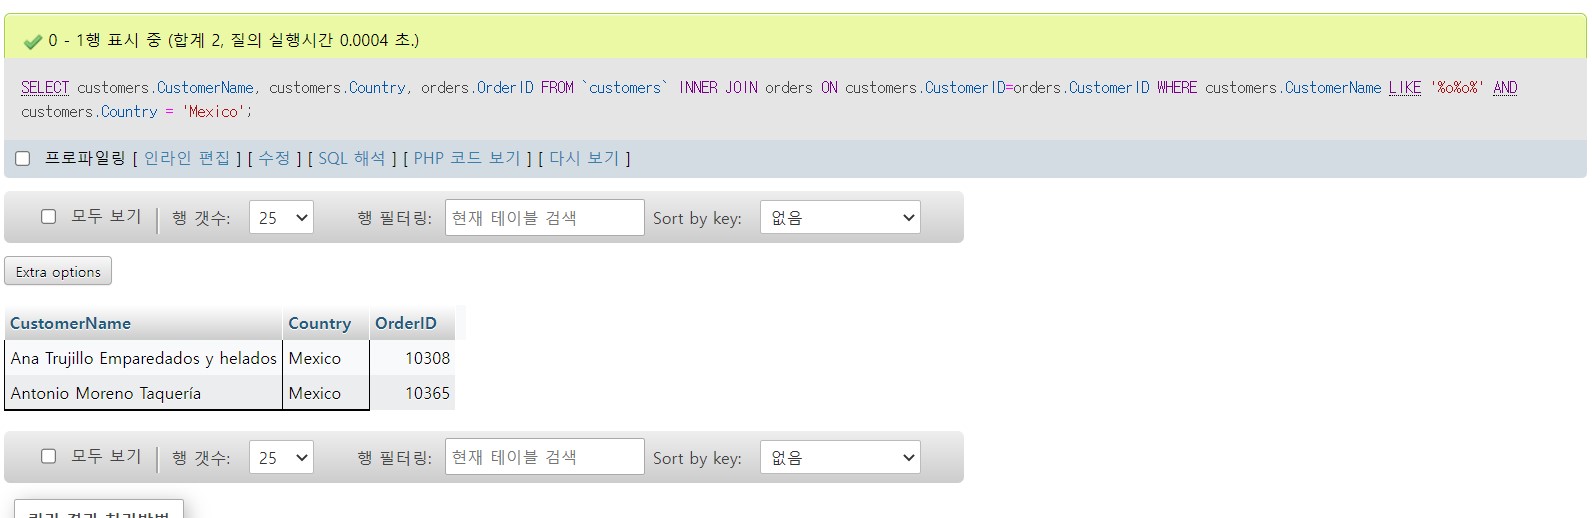 0 - 1행 표시 중 (합계 2, 질의 실행시간 0.0004 초.)
SELECT customers.CustomerName, customers.Country, orders.OrderID FROM `customers` INNER JOIN orders ON customers.CustomerID=orders.CustomerID WHERE customers.CustomerName LIKE '%o%o%' AND
customers.Country = 'Mexico';
프로파일링 [ 인라인 편집 ] [ 수정 ] [ SQL 해석 ] [ PHP 코드 보기 ] [ 다시 보기 ]
모두 보기 행 갯수: 25 행 필터링: 현재 테이블 검색 Sort by key: 없음
Extra options
CustomerName Country OrderID
Ana Trujillo Emparedados y helados Mexico 10308
Antonio Moreno Taquería Mexico 10365
모두 보기 행 갯수: 25 행 필터링: 현재 테이블 검색 Sort by key: 없음